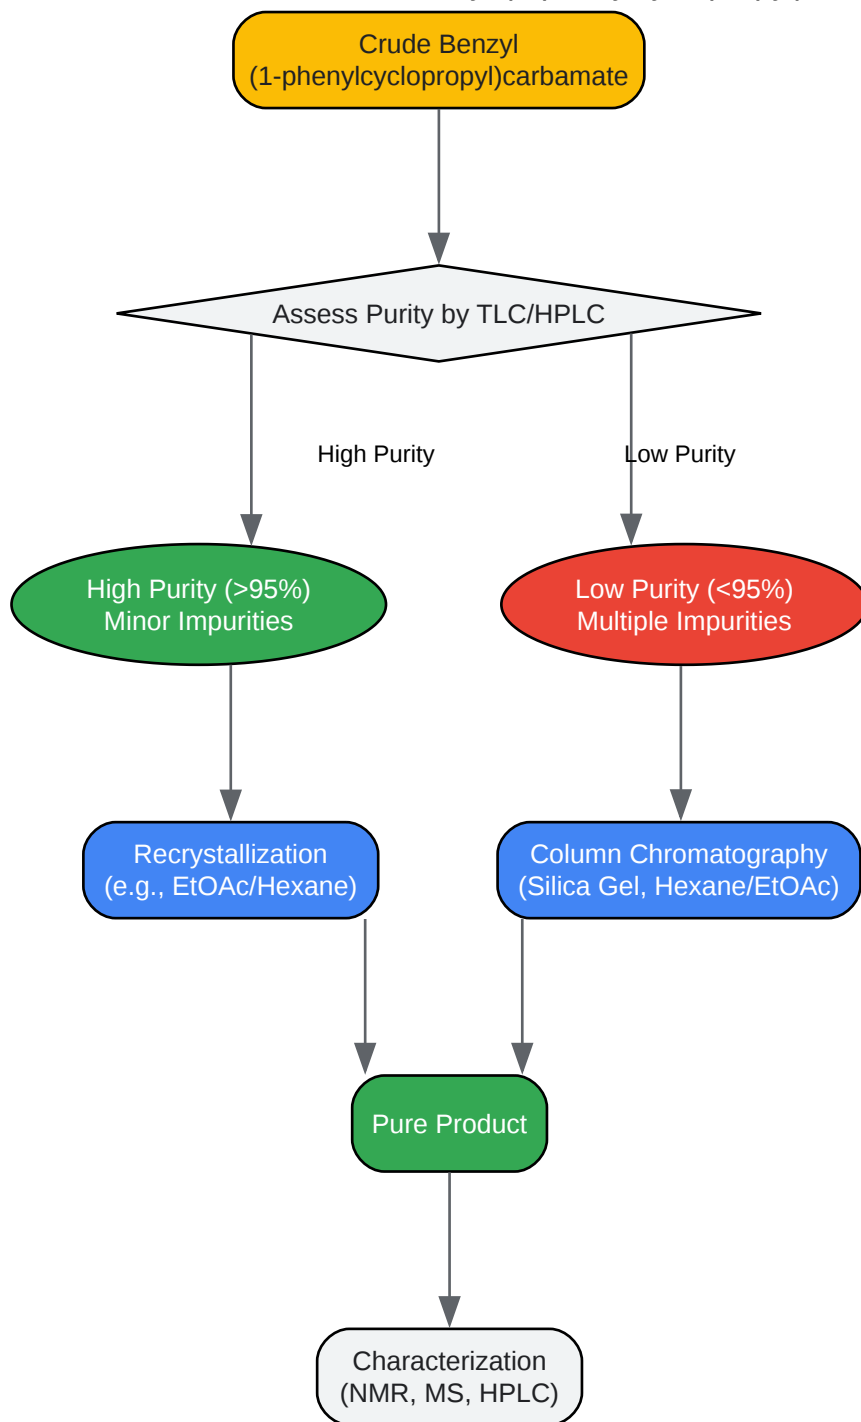 Crude Benzyl
(1-phenylcyclopropyl)carbamate
Assess Purity by TLC/HPLC
High Purity
Low Purity
High Purity (>95%)
Minor Impurities
Low Purity (<95%)
Multiple Impurities
Recrystallization
(e.g., EtOAc/Hexane)
Column Chromatography
(Silica Gel, Hexane/EtOAc)
Pure Product
Characterization
(NMR, MS, HPLC)